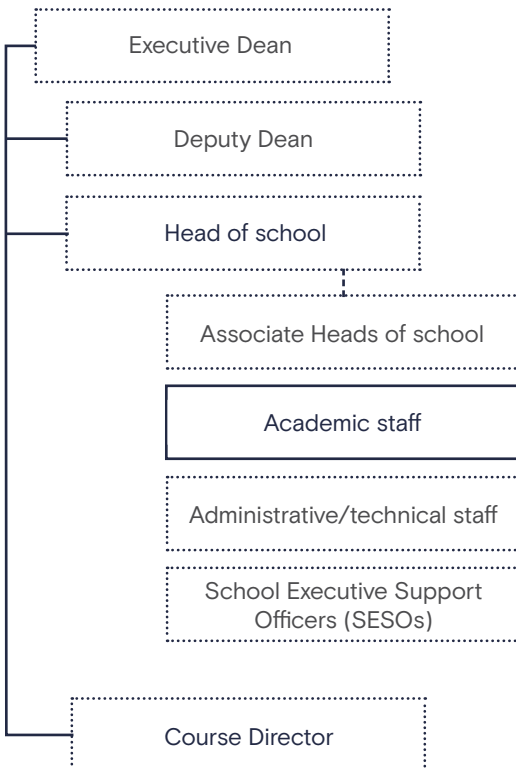 Executive Dean
Deputy Dean
Head of school
Associate Heads of school
Academic staff
Administrative/technical staff
School Executive Support
Officers (SESOs)
Course Director